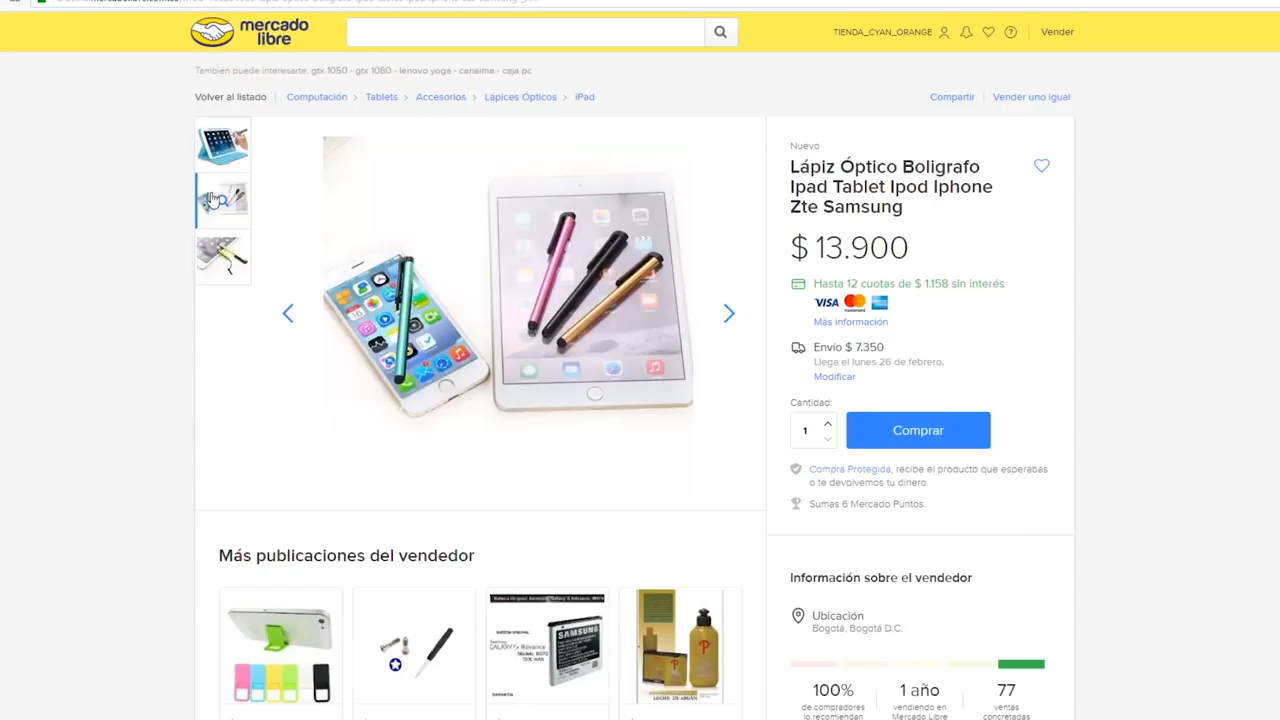 mercado
libre
TIENDA_CYAN_ORANGE
Vender
También puede interesarte: gtx 1050 - gtx 1080 - lenovo yoga - canaima - caja pc
Volver al listado
Computación
Tablets
Accesorios
Lápices Ópticos
iPad
Compartir
Vender uno igual
Nuevo
Lápiz Óptico Boligrafo
Ipad Tablet Ipod Iphone
Zte Samsung
$ 13.900
Hasta 12 cuotas de $ 1.158 sin interés
VISA
Más información
Envío $ 7.350
Llega el lunes 26 de febrero.
Modificar
Cantidad:
1
Comprar
Compra Protegida, recibe el producto que esperabas
o te devolvemos tu dinero.
Sumas 6 Mercado Puntos.
Más publicaciones del vendedor
SAMSUNG
Información sobre el vendedor
Ubicación
Bogotá, Bogotá D.C.
100%
de compradores
lo recomiendan
1 año
vendiendo en
Mercado Libre
77
ventas
concretadas